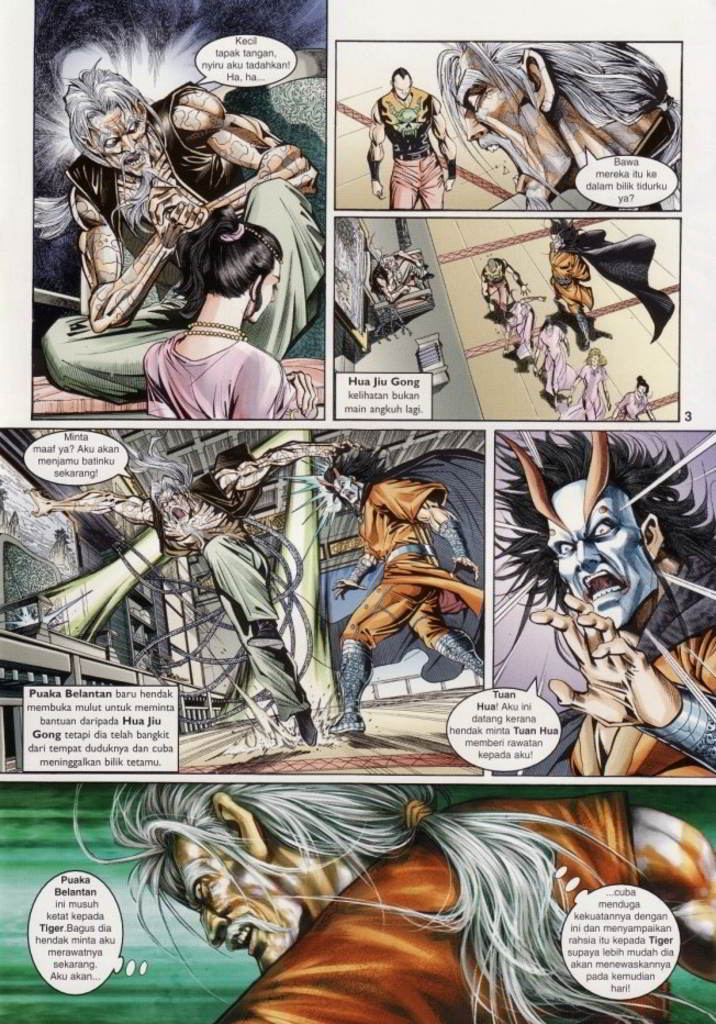 Kecil
tapak tangan,
nyiru aku tadahkan!
Ha, ha...
Bawa
mereka itu ke
dalam bilik tidurku
ya?
Hua Jiu Gong
kelihatan bukan
main angkuh lagi.
3
Minta
maaf ya? Aku akan
menjamu batinku
sekarang!
Puaka Belantan baru hendak
membuka mulut untuk meminta
bantuan daripada Hua Jiu
Gong tetapi dia telah bangkit
dari tempat duduknya dan cuba
meninggalkan bilik tetamu.
Tuan
Hua! Aku ini
datang kerana
hendak minta Tuan Hua
memberi rawatan
kepada aku!
Puaka
Belantan
ini musuh
ketat kepada
Tiger.Bagus dia
hendak minta aku
merawatnya
sekarang.
Aku akan...
...cuba
menduga
kekuatannya dengan
ini dan menyampaikan
rahsia itu kepada Tiger
supaya lebih mudah dia
akan menewaskannya
pada kemudian
hari!